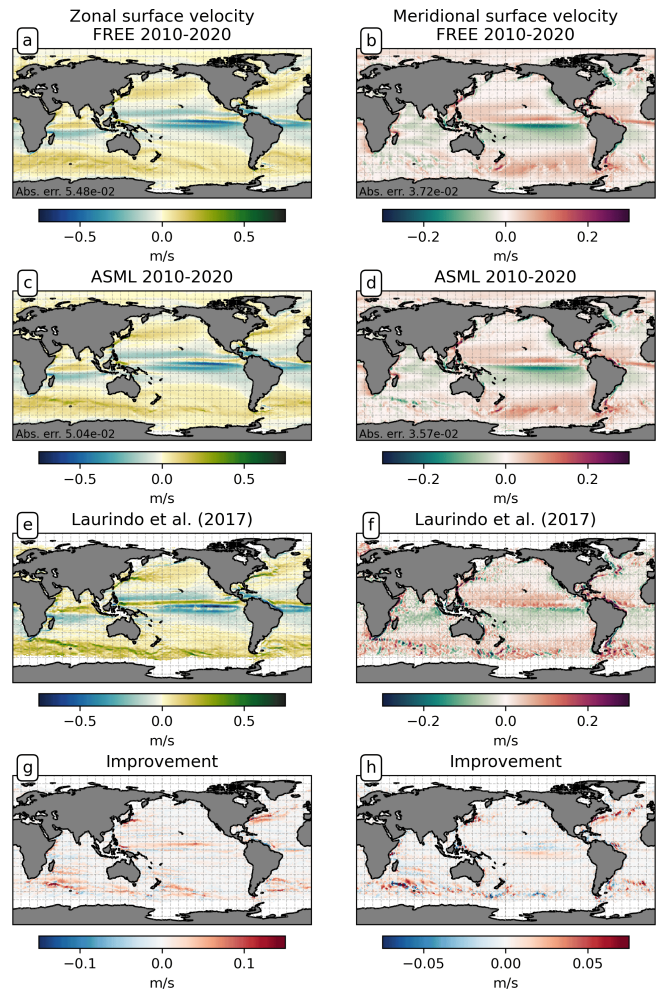 Zonal surface velocity
FREE 2010-2020
a
Abs. err. 5.48e-02
−0.5 0.0 0.5
m/s
Meridional surface velocity
FREE 2010-2020
b
Abs. err. 3.72e-02
−0.2 0.0 0.2
m/s
ASML 2010-2020
c
Abs. err. 5.04e-02
−0.5 0.0 0.5
m/s
ASML 2010-2020
d
Abs. err. 3.57e-02
−0.2 0.0 0.2
m/s
Laurindo et al. (2017)
e
−0.5 0.0 0.5
m/s
Laurindo et al. (2017)
f
−0.2 0.0 0.2
m/s
Improvement
g
−0.1 0.0 0.1
m/s
Improvement
h
−0.05 0.00 0.05
m/s